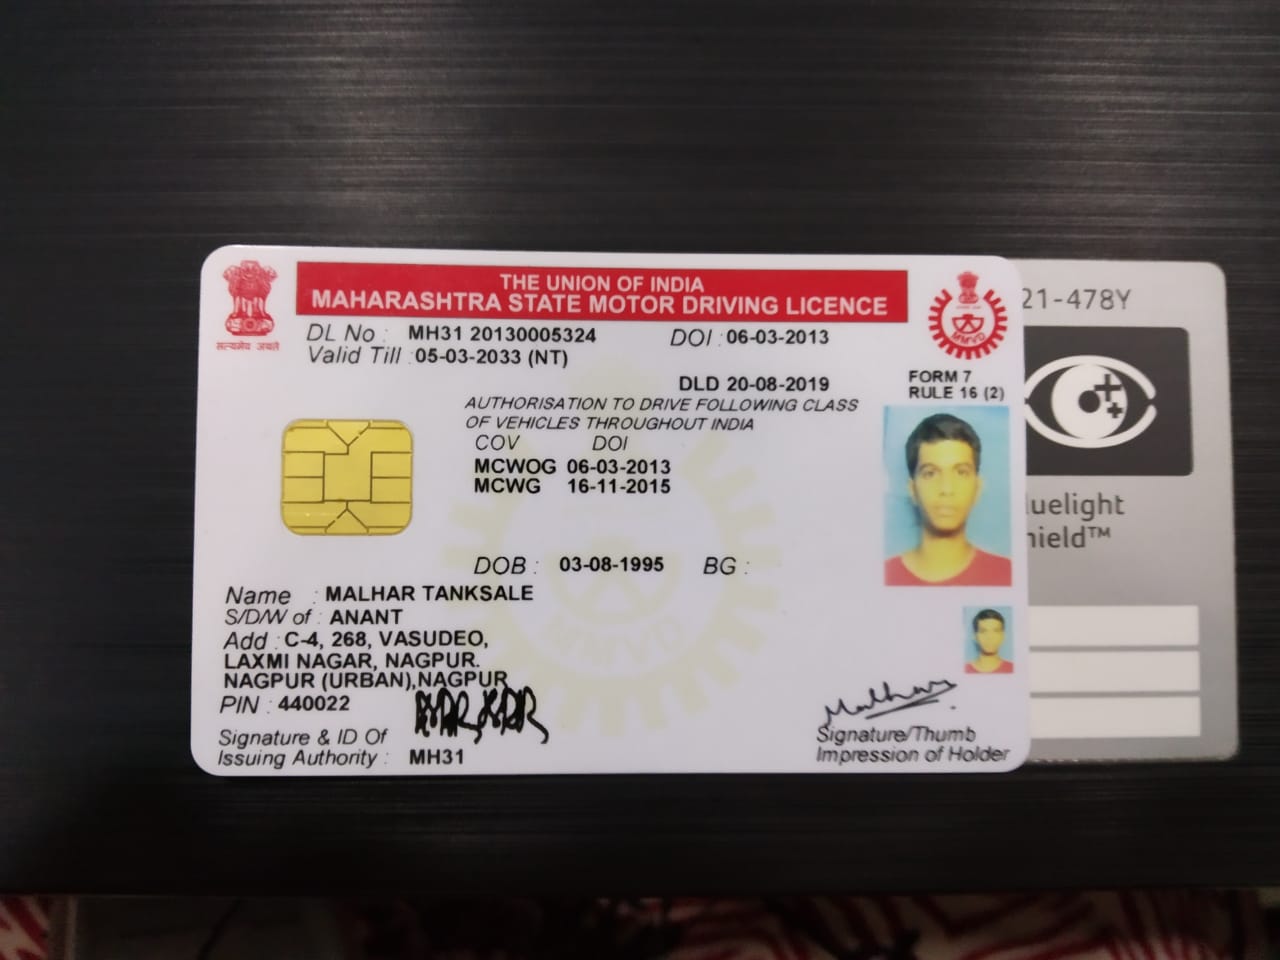 THE UNION OF INDIA
MAHARASHTRA STATE MOTOR DRIVING LICENCE
सत्यमेव जयते
DL No : MH31 20130005324 DOI : 06-03-2013
Valid Till : 05-03-2033 (NT)
DLD 20-08-2019
FORM 7
RULE 16 (2)
AUTHORISATION TO DRIVE FOLLOWING CLASS
OF VEHICLES THROUGHOUT INDIA
COV DOI
MCWOG 06-03-2013
MCWG 16-11-2015
DOB : 03-08-1995 BG :
Name : MALHAR TANKSALE
S/D/W of : ANANT
Add : C-4, 268, VASUDEO,
LAXMI NAGAR, NAGPUR.
NAGPUR (URBAN),NAGPUR
PIN : 440022
Signature & ID Of
Issuing Authority : MH31
Malhar
Signature/Thumb
Impression of Holder
MMVD
MMVD
21-478Y
luelight
hield™